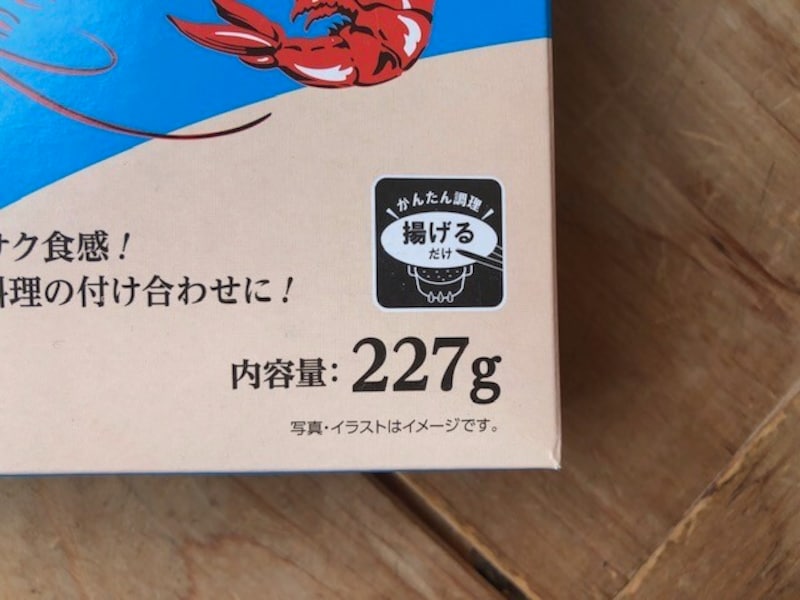 かんたん調理
揚げる
だけ
サク食感!
料理の付け合わせに!
内容量:227g
写真・イラストはイメージです。